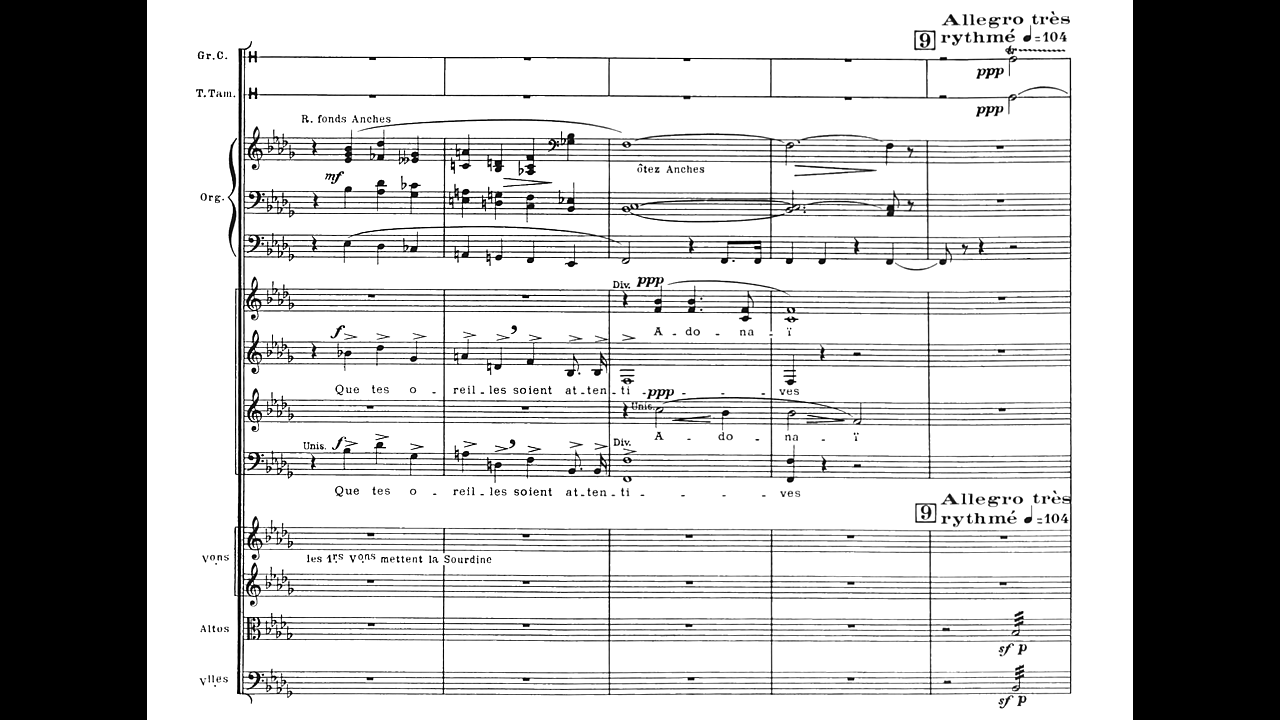 Allegro très
9 rythmé ♩=104
Gr.C.
ppp
T.Tam.
ppp
R. fonds Anches
mf
ôtez Anches
Org.
Div. ppp
A - do - na - ï
f
Que tes o - reil - les soient at - ten - ti - - - ves
ppp
Unis.
A - do - na - ï
Unis. f
Div.
Que tes o - reil - les soient at - ten - ti - - - ves
Allegro très
9 rythmé ♩=104
Vons
les 1rs Vons mettent la Sourdine
Altos
sf p
Vlles
sf p